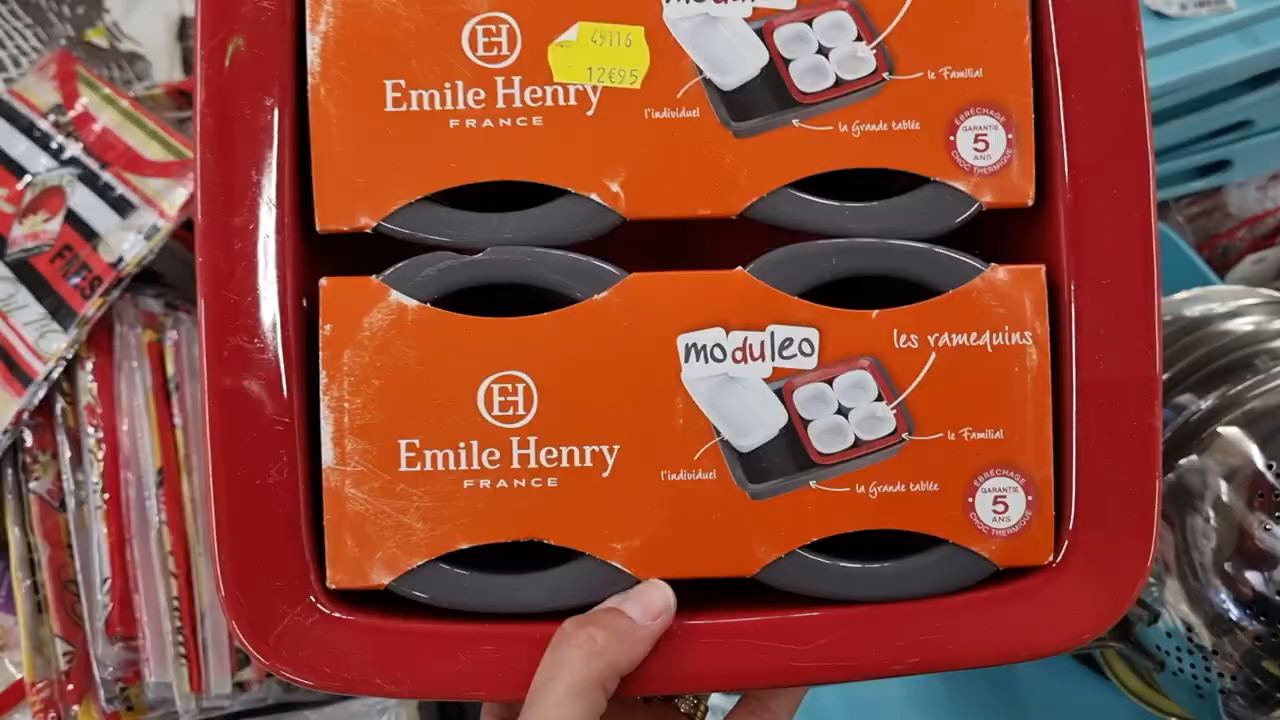 moduleo
EH
Emile Henry
FRANCE
49116
12€95
l'individuel
le Familial
la Grande tablée
ÉBRÉCHAGE
GARANTIE
5
ANS
CHOC THERMIQUE
moduleo
les ramequins
EH
Emile Henry
FRANCE
l'individuel
le Familial
la Grande tablée
ÉBRÉCHAGE
GARANTIE
5
ANS
CHOC THERMIQUE